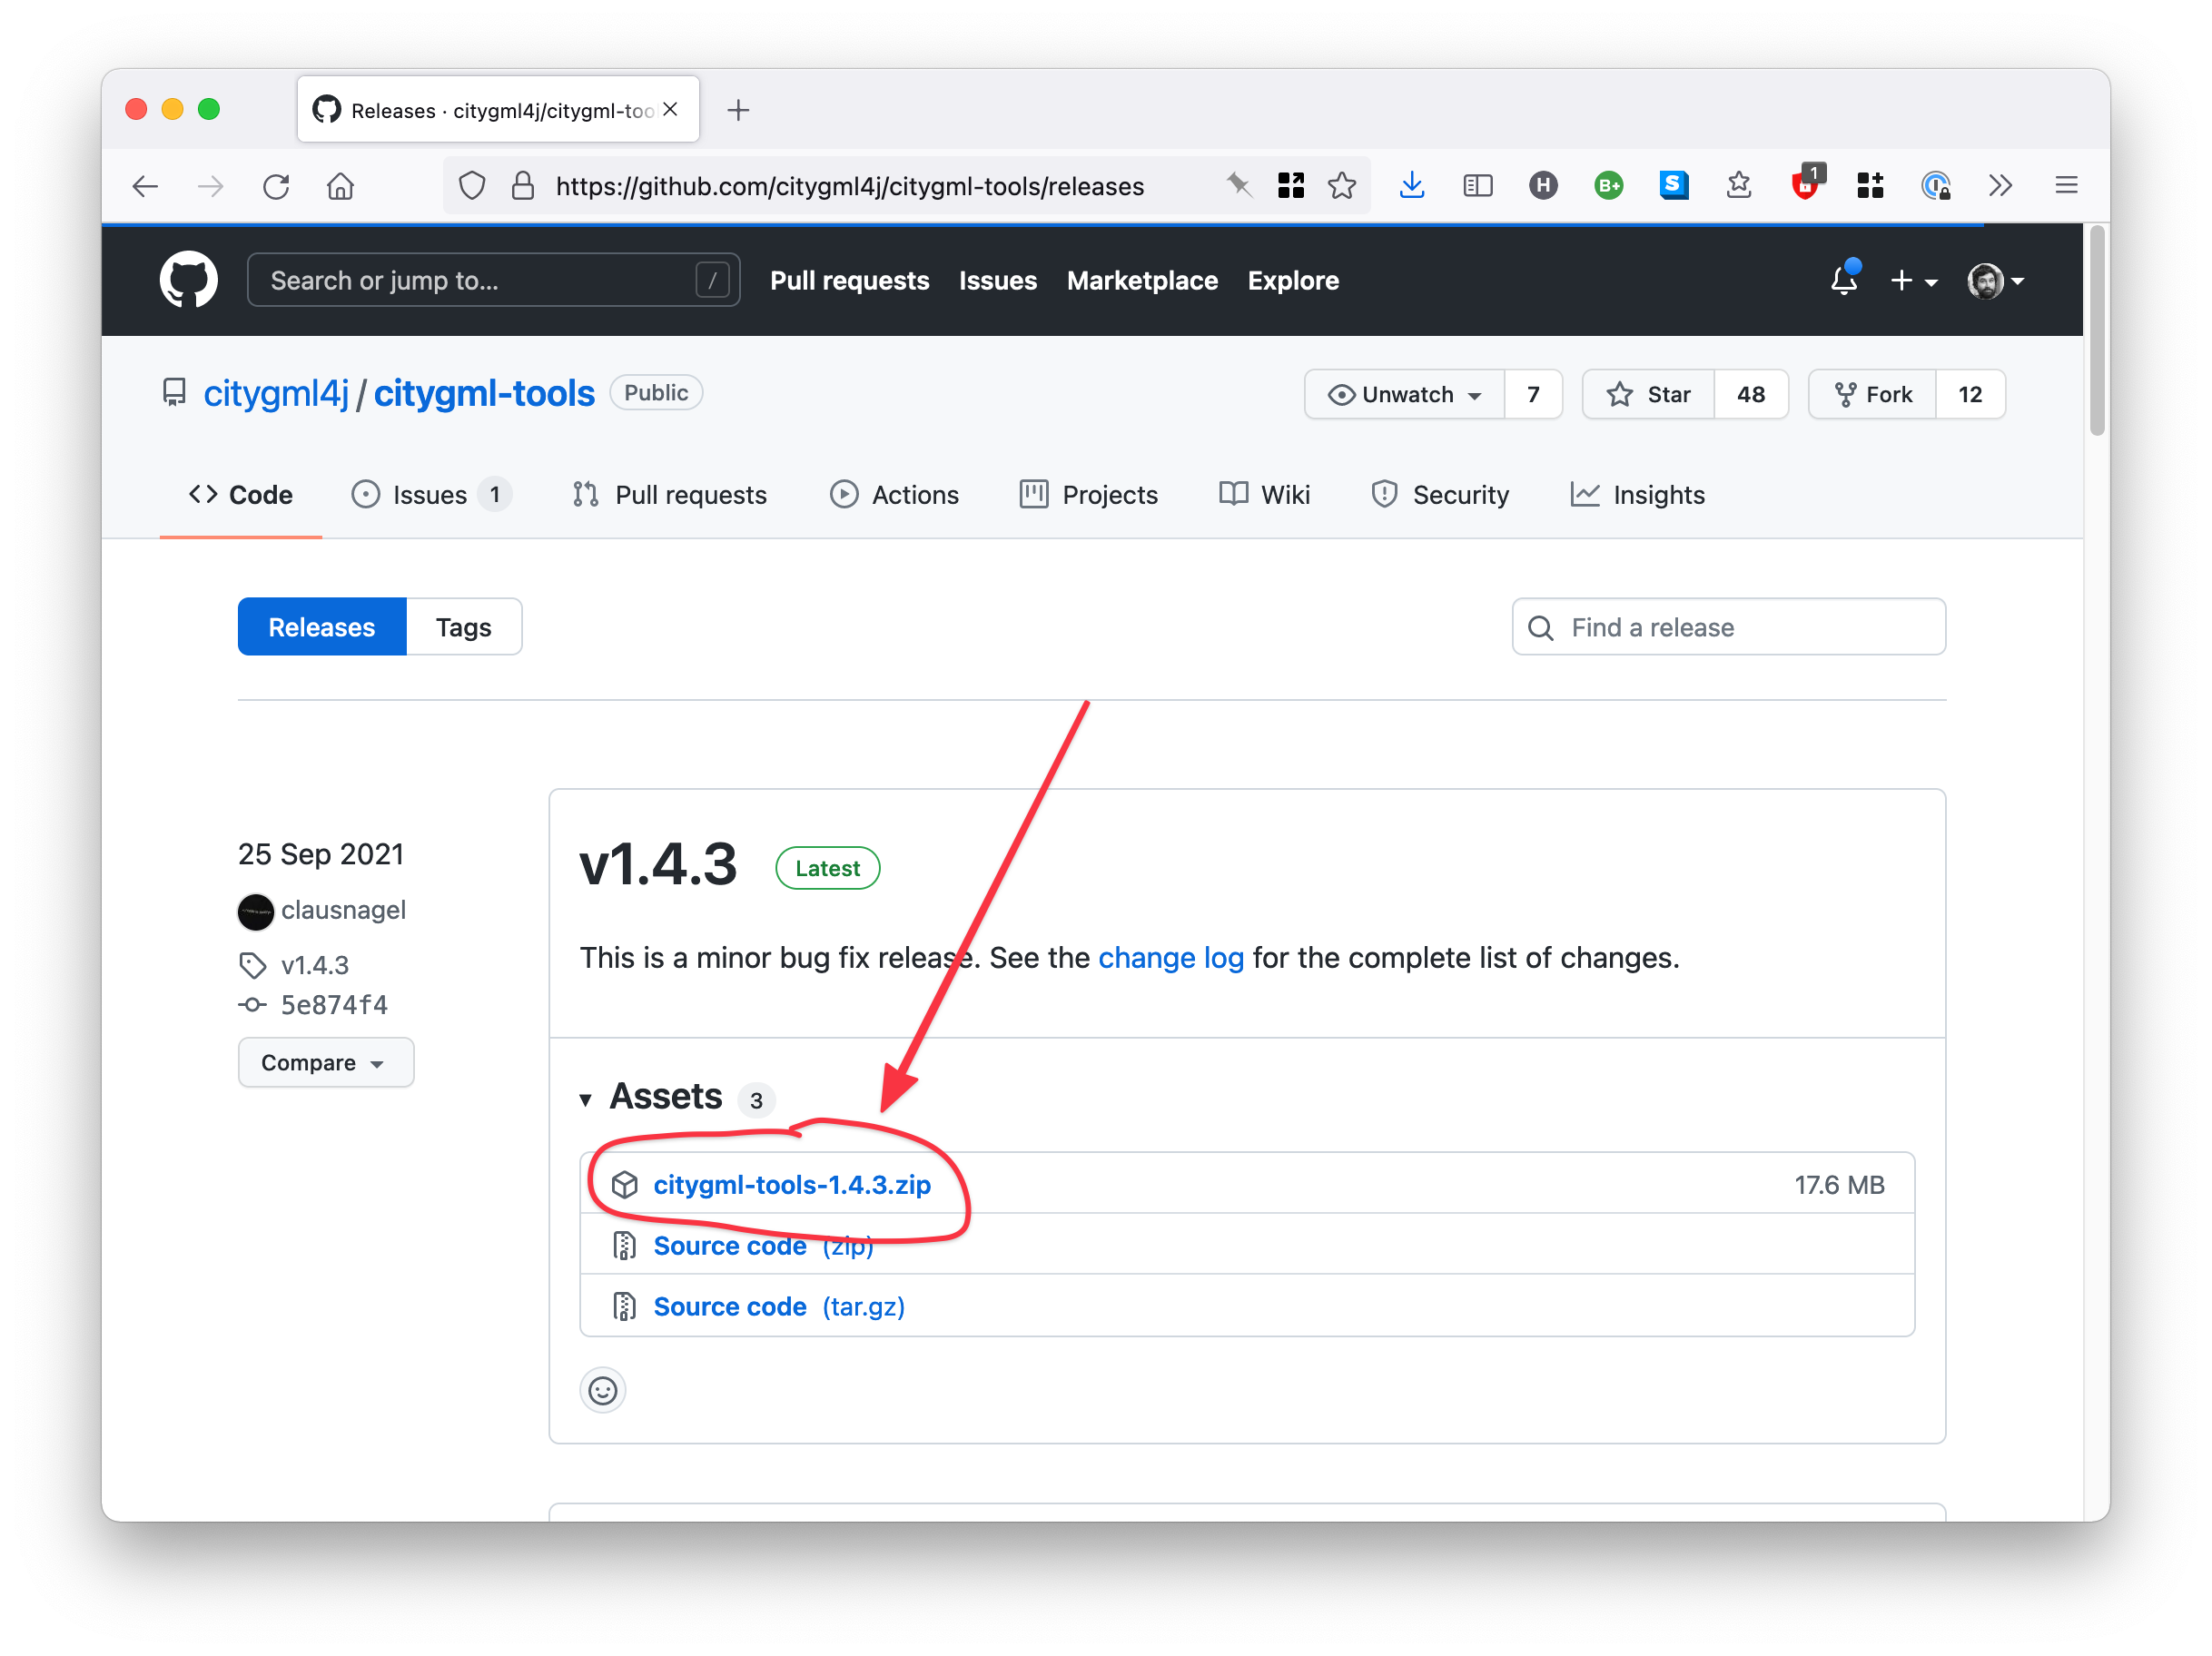 Releases · citygml4j/citygml-too
https://github.com/citygml4j/citygml-tools/releases
H
B+
S
1
Search or jump to... /
Pull requests Issues Marketplace Explore
citygml4j / citygml-tools Public
Unwatch 7 Star 48 Fork 12
Code Issues 1 Pull requests Actions Projects Wiki Security Insights
Releases Tags
Find a release
25 Sep 2021
clausnagel
v1.4.3
5e874f4
Compare
v1.4.3 Latest
This is a minor bug fix release. See the change log for the complete list of changes.
Assets 3
citygml-tools-1.4.3.zip 17.6 MB
Source code (zip)
Source code (tar.gz)